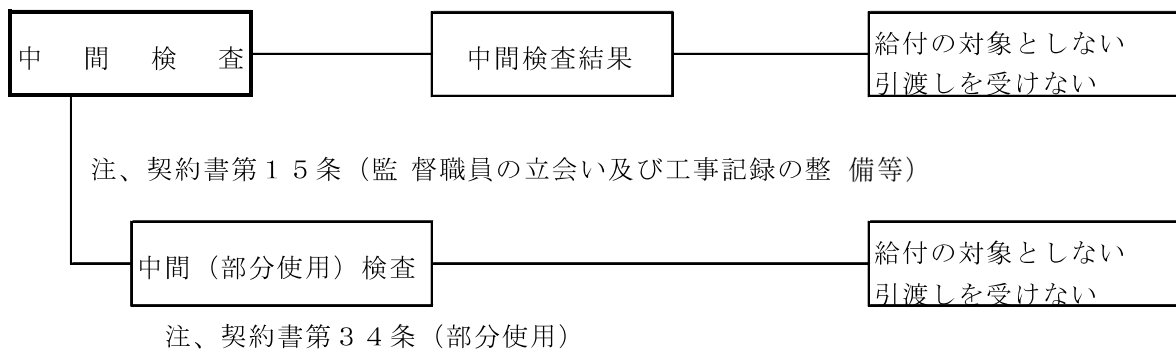 中間検査
中間検査結果
給付の対象としない
引渡しを受けない
注、契約書第１５条（監 督職員の立会い及び工事記録の整 備等）
中間（部分使用）検査
給付の対象としない
引渡しを受けない
注、契約書第３４条（部分使用）